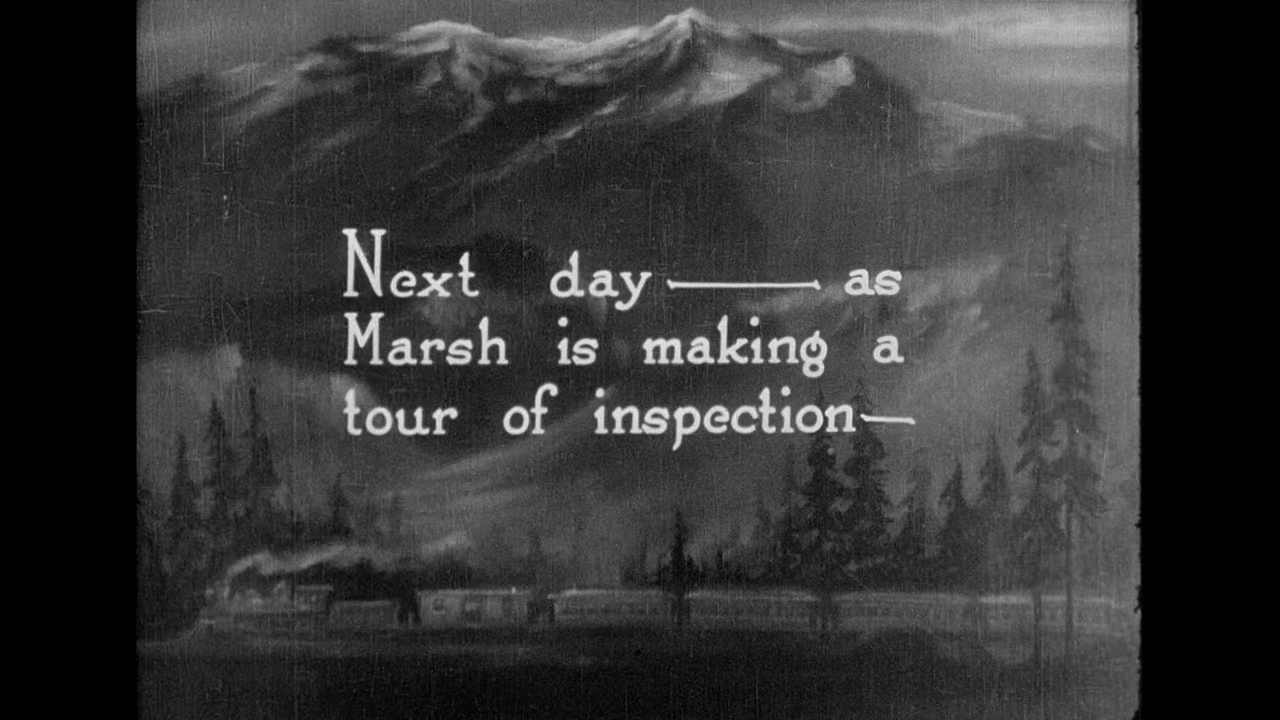 Next day — as
Marsh is making a
tour of inspection—